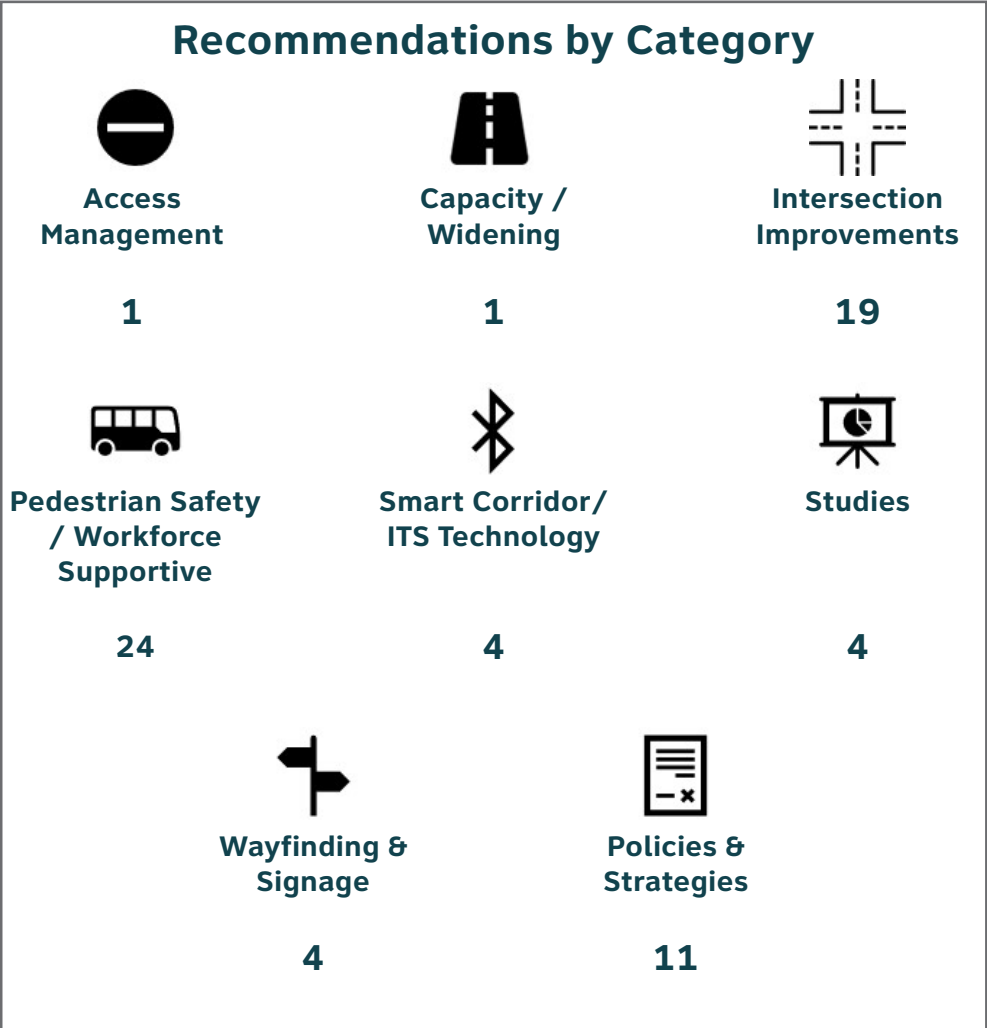 Recommendations by Category
Access
Management
1
Capacity /
Widening
1
Intersection
Improvements
19
Pedestrian Safety
/ Workforce
Supportive
24
Smart Corridor/
ITS Technology
4
Studies
4
Wayfinding &
Signage
4
Policies &
Strategies
11